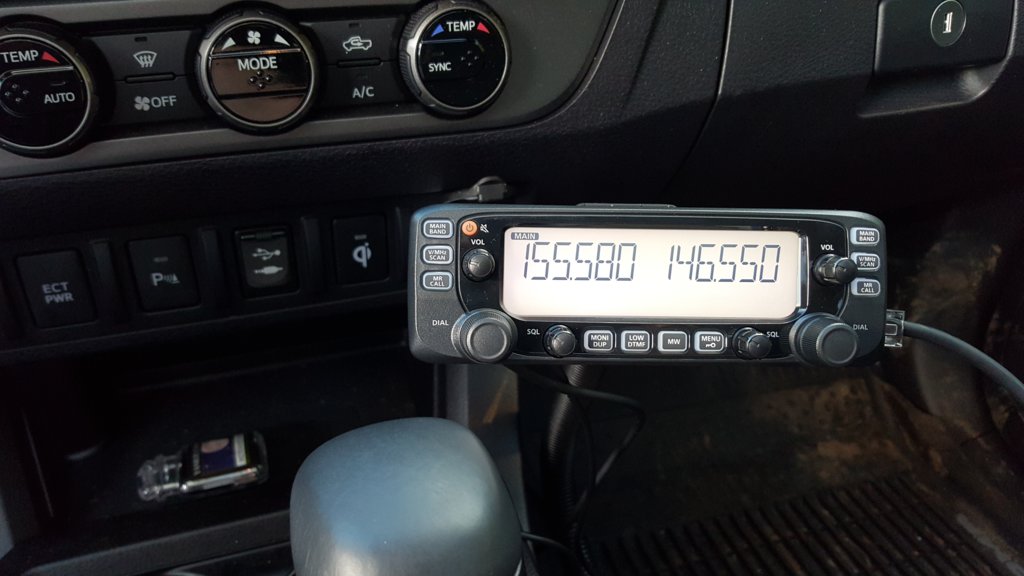 TEMP
AUTO
OFF
MODE
A/C
TEMP
SYNC
ECT
PWR
P
qi
MAIN
BAND
V/MHz
SCAN
MR
CALL
VOL
MAIN
155.580 146.550
VOL
MAIN
BAND
V/MHz
SCAN
MR
CALL
DIAL
SQL
MONI
DUP
LOW
DTMF
MW
MENU
SQL
DIAL